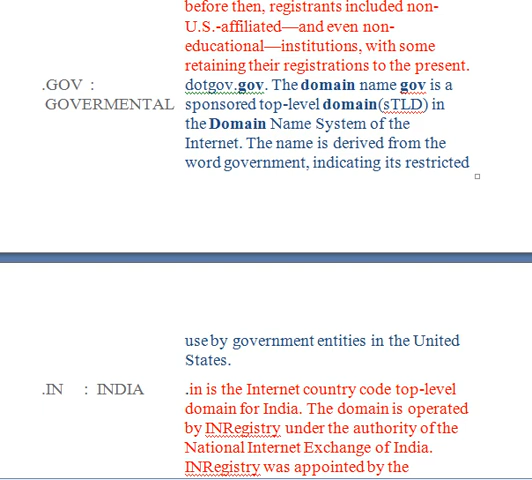 before then, registrants included non-
U.S.-affiliated—and even non-
educational—institutions, with some
retaining their registrations to the present.
.GOV : dotgov.gov. The domain name gov is a
GOVERMENTAL sponsored top-level domain(sTLD) in
the Domain Name System of the
Internet. The name is derived from the
word government, indicating its restricted
use by government entities in the United
States.
.IN : INDIA .in is the Internet country code top-level
domain for India. The domain is operated
by INRegistry under the authority of the
National Internet Exchange of India.
INRegistry was appointed by the